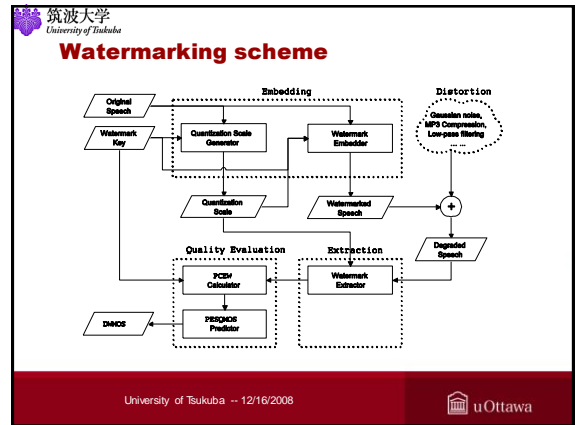 筑波大学
University of Tsukuba
Watermarking scheme
Embedding
Distortion
Original
Speech
Gaussian noise,
MP3 Compression,
Low-pass filtering
... ...
Watermark
Key
Quantization Scale
Generator
Watermark
Embedder
Quantization
Scale
Watermarked
Speech
+
Degraded
Speech
Quality Evaluation
Extraction
PCEW
Calculator
Watermark
Extractor
PESQMOS
Predictor
University of Tsukuba -- 12/16/2008
uOttawa